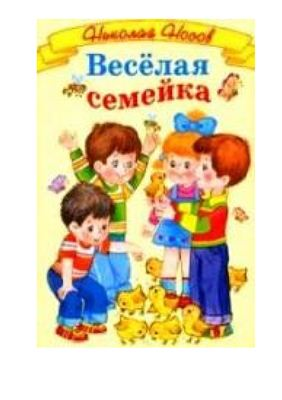 Николай Носов
Весёлая
семейка